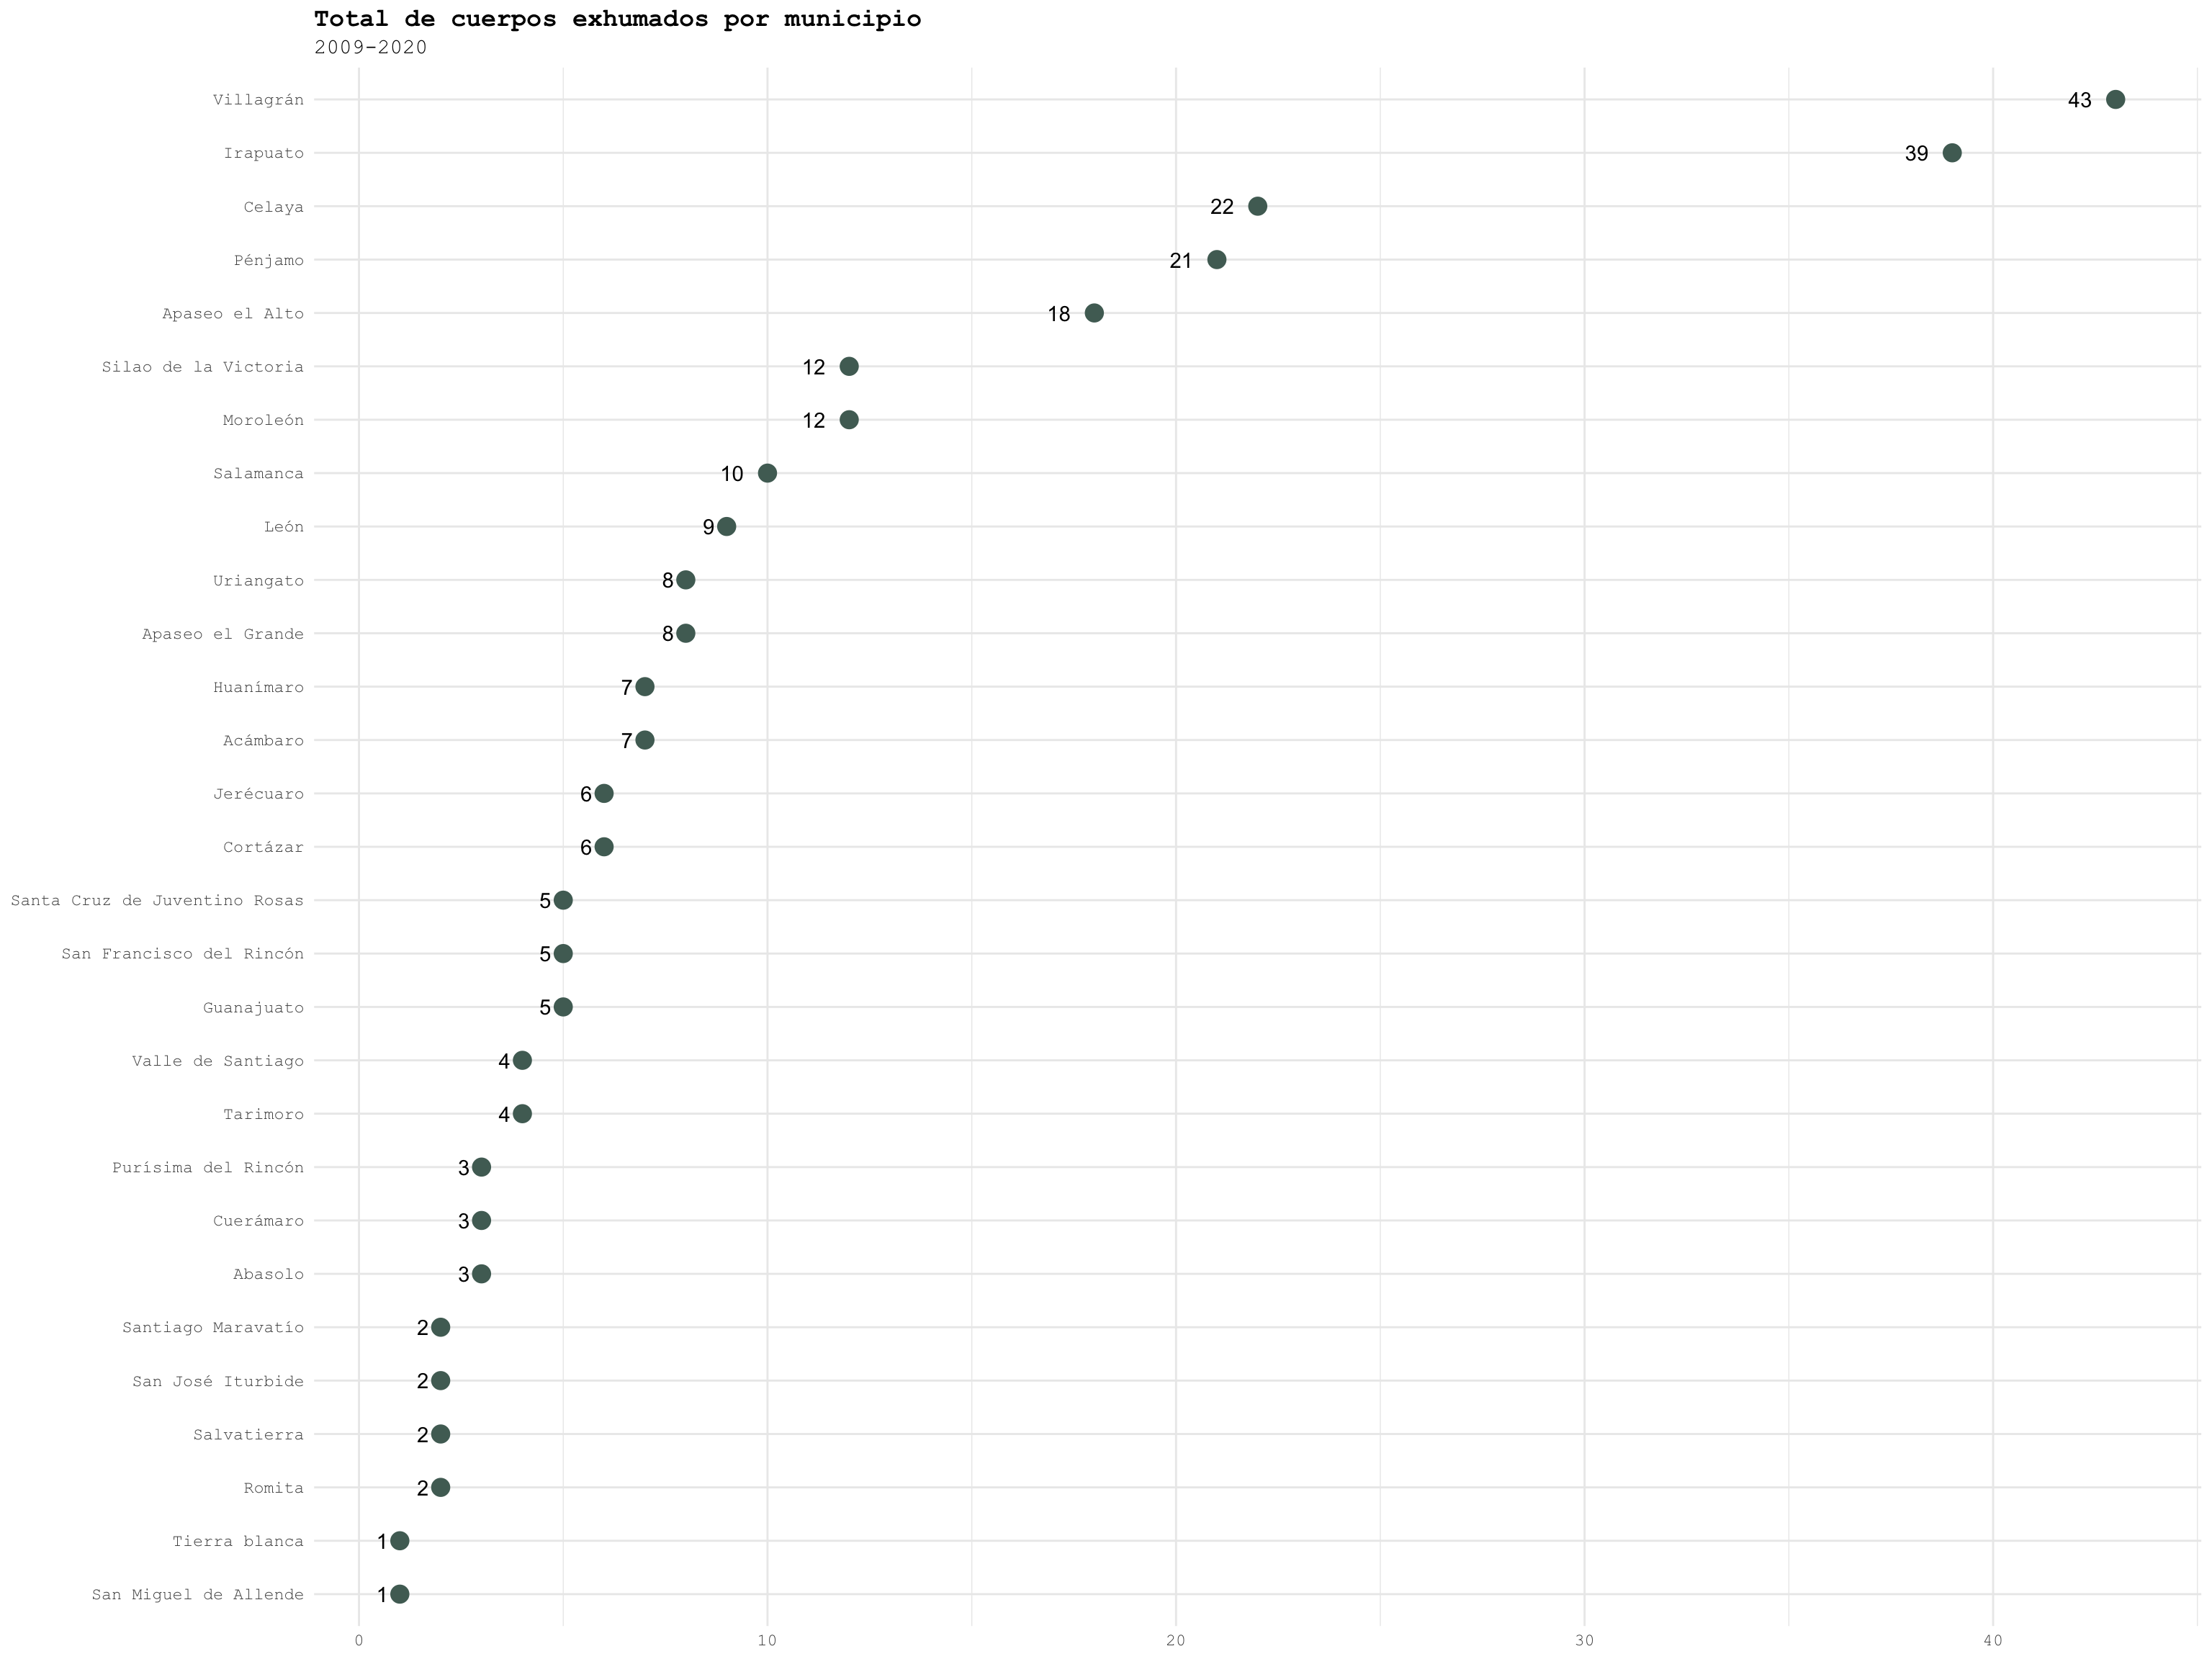 Total de cuerpos exhumados por municipio
2009-2020
Villagrán 43
Irapuato 39
Celaya 22
Pénjamo 21
Apaseo el Alto 18
Silao de la Victoria 12
Moroleón 12
Salamanca 10
León 9
Uriangato 8
Apaseo el Grande 8
Huanímaro 7
Acámbaro 7
Jerécuaro 6
Cortázar 6
Santa Cruz de Juventino Rosas 5
San Francisco del Rincón 5
Guanajuato 5
Valle de Santiago 4
Tarimoro 4
Purísima del Rincón 3
Cuerámaro 3
Abasolo 3
Santiago Maravatío 2
San José Iturbide 2
Salvatierra 2
Romita 2
Tierra blanca 1
San Miguel de Allende 1
0 10 20 30 40